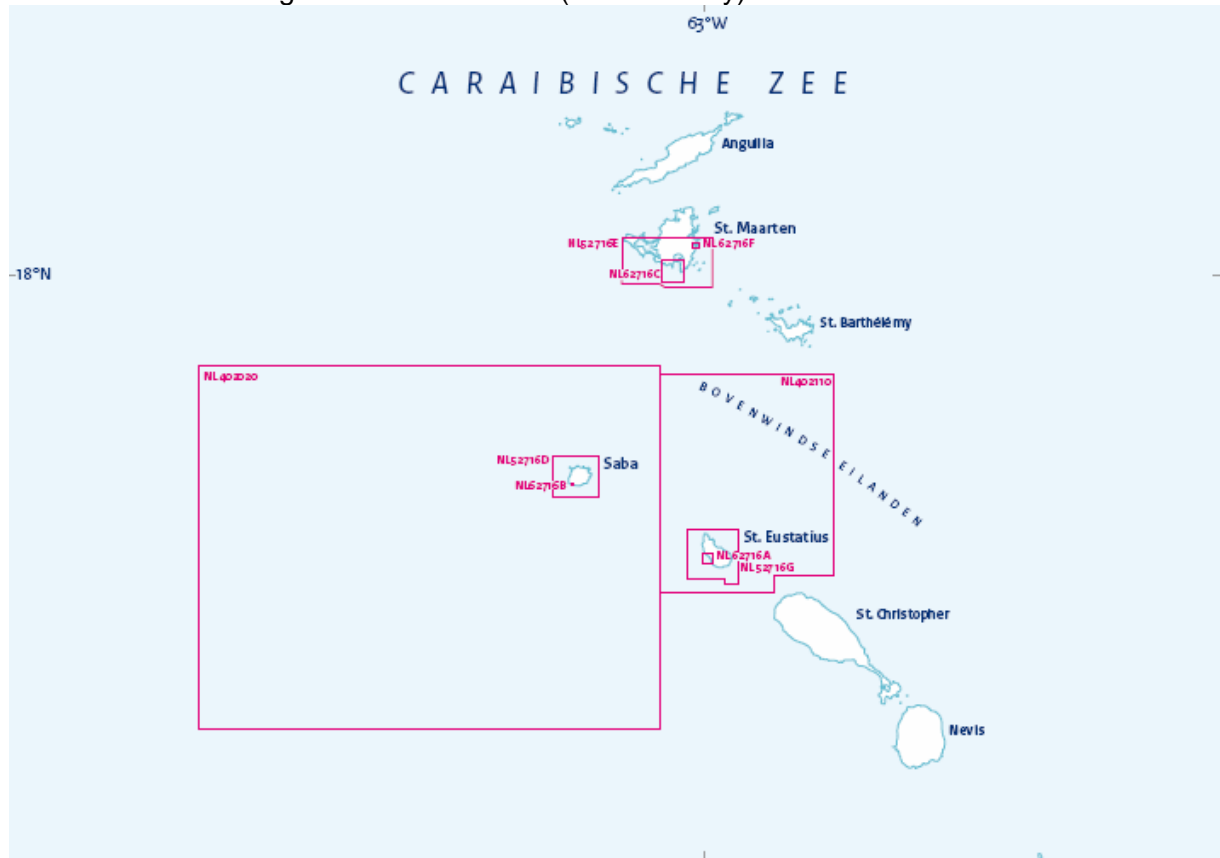 63°W
CARAIBISCHE ZEE
Anguilla
St. Maarten
NL52716E
NL62716F
18°N
NL62716C
St. Barthélémy
NL402020
NL402110
BOVENWINDSE EILANDEN
NL52716D
Saba
NL62716B
St. Eustatius
NL62716A
NL52716G
St. Christopher
Nevis